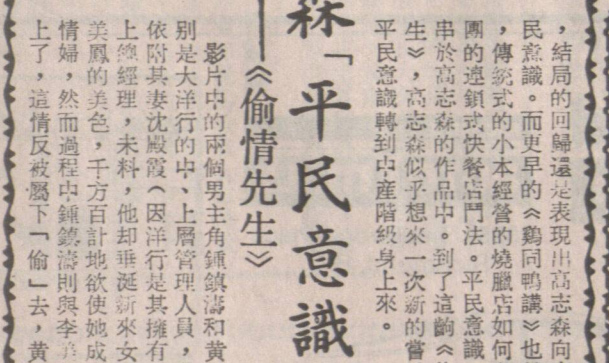 ，結局的回歸還是表現出高志森向
民意識。而更早的《鷄同鴨講》也
，傳統式的小本經營的燒臘店如何
團的連鎖式快餐店鬥法。平民意識
串於高志森的作品中。到了這齣《
生》，高志森似乎想來一次新的嘗
平民意識轉到中産階級身上來。
森「平民意識
──《偷情先生》
影片中的兩個男主角鍾鎮濤和黄
别是大洋行的中、上層管理人員，
依附其妻沈殿霞（因洋行是其擁有
上總經理，未料，他却垂涎新來女
美鳳的美色，千方百計地欲使她成
情婦，然而過程中鍾鎮濤則與李美
上了，這情反被屬下「偷」去，黄